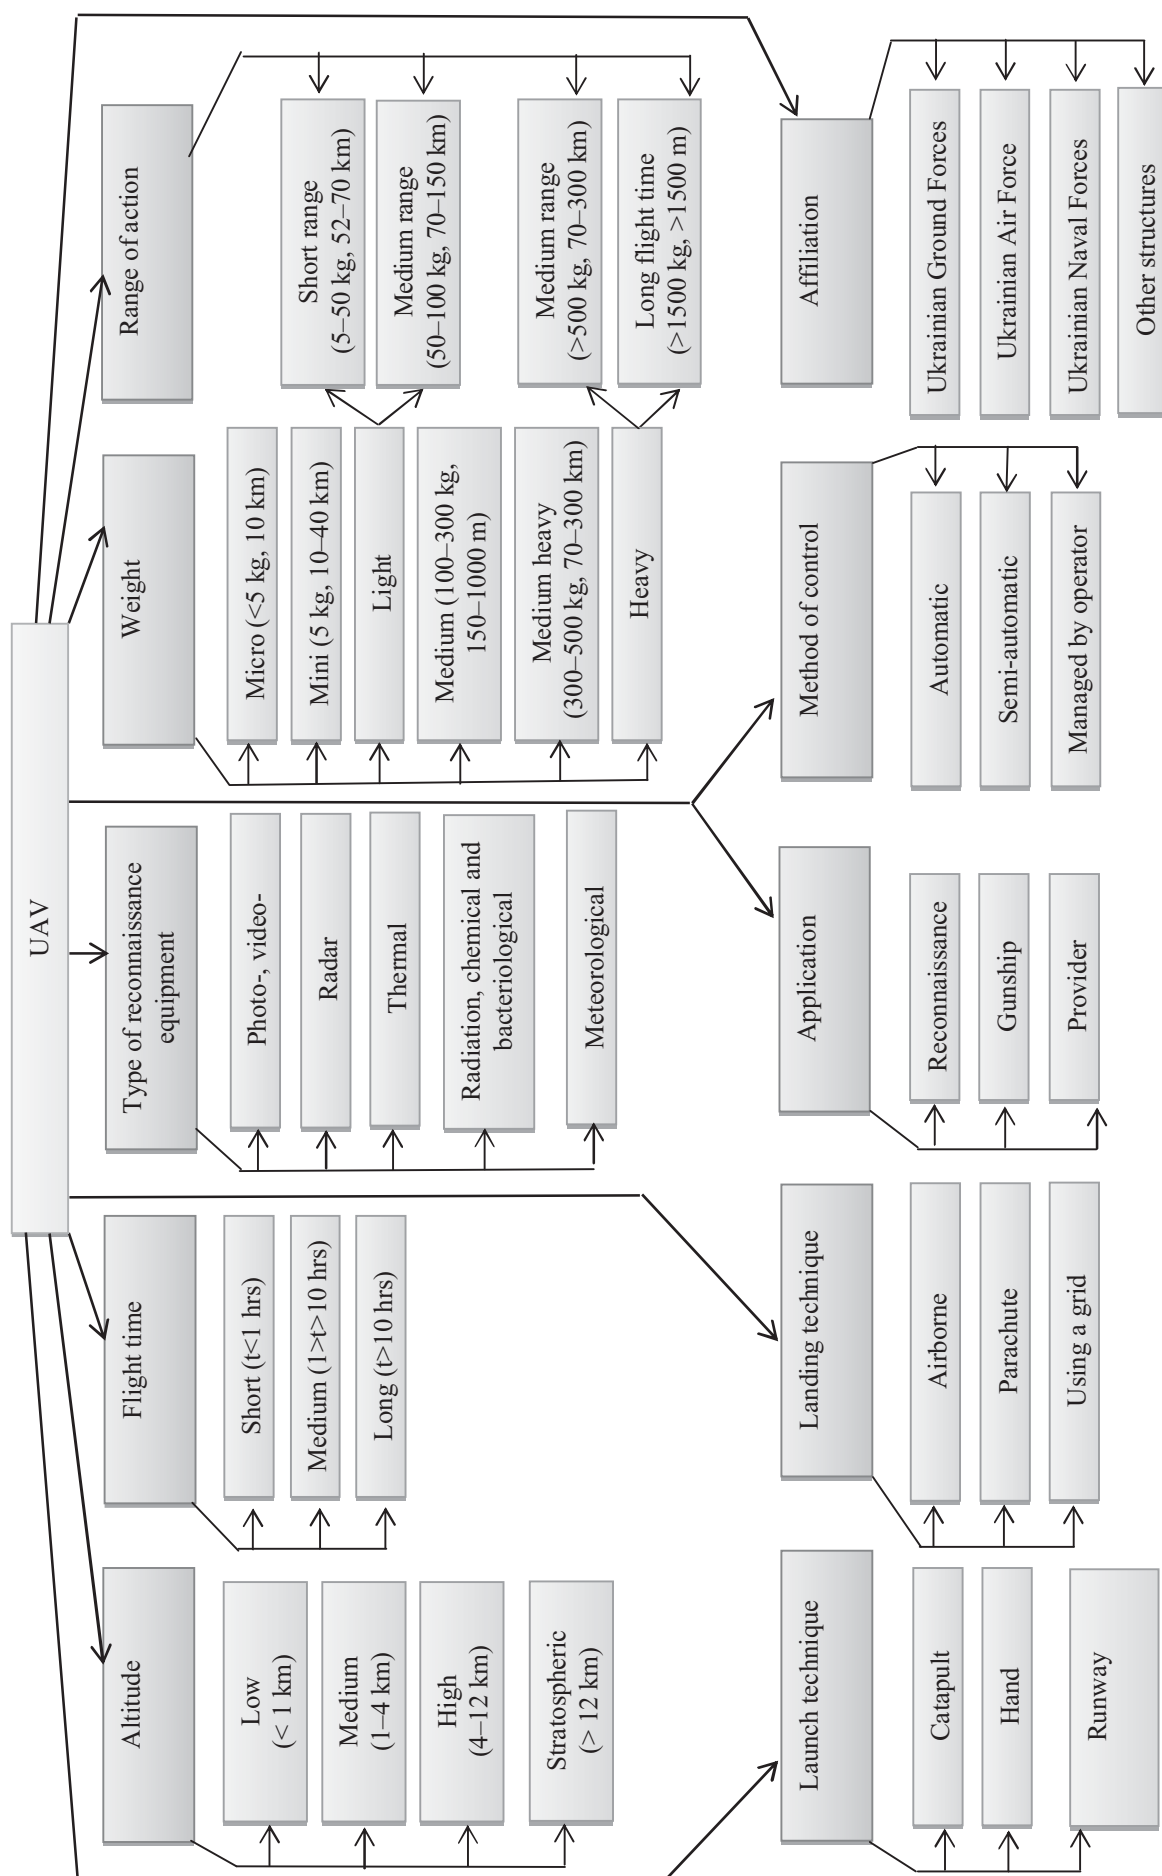 UAV
Altitude
Low
(< 1 km)
Medium
(1–4 km)
High
(4–12 km)
Stratospheric
(> 12 km)
Flight time
Short (t<1 hrs)
Medium (1>t>10 hrs)
Long (t>10 hrs)
Type of reconnaissance
equipment
Photo-, video-
Radar
Thermal
Radiation, chemical and
bacteriological
Meteorological
Weight
Micro (<5 kg, 10 km)
Mini (5 kg, 10–40 km)
Light
Medium (100–300 kg,
150–1000 m)
Medium heavy
(300–500 kg, 70–300 km)
Heavy
Range of action
Short range
(5–50 kg, 52–70 km)
Medium range
(50–100 kg, 70–150 km)
Medium range
(>500 kg, 70–300 km)
Long flight time
(>1500 kg, >1500 m)
Launch technique
Catapult
Hand
Runway
Landing technique
Airborne
Parachute
Using a grid
Application
Reconnaissance
Gunship
Provider
Method of control
Automatic
Semi-automatic
Managed by operator
Affiliation
Ukrainian Ground Forces
Ukrainian Air Force
Ukrainian Naval Forces
Other structures